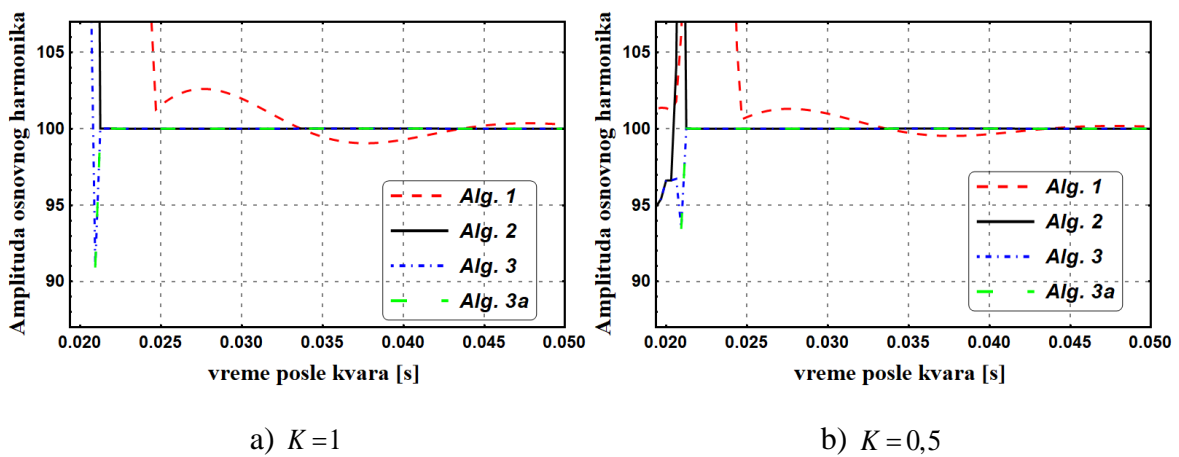 Amplituda osnovnog harmonika
105
100
95
90
Alg. 1
Alg. 2
Alg. 3
Alg. 3a
0.020 0.025 0.030 0.035 0.040 0.045 0.050
vreme posle kvara [s]
a) K = 1
Amplituda osnovnog harmonika
105
100
95
90
Alg. 1
Alg. 2
Alg. 3
Alg. 3a
0.020 0.025 0.030 0.035 0.040 0.045 0.050
vreme posle kvara [s]
b) K = 0,5